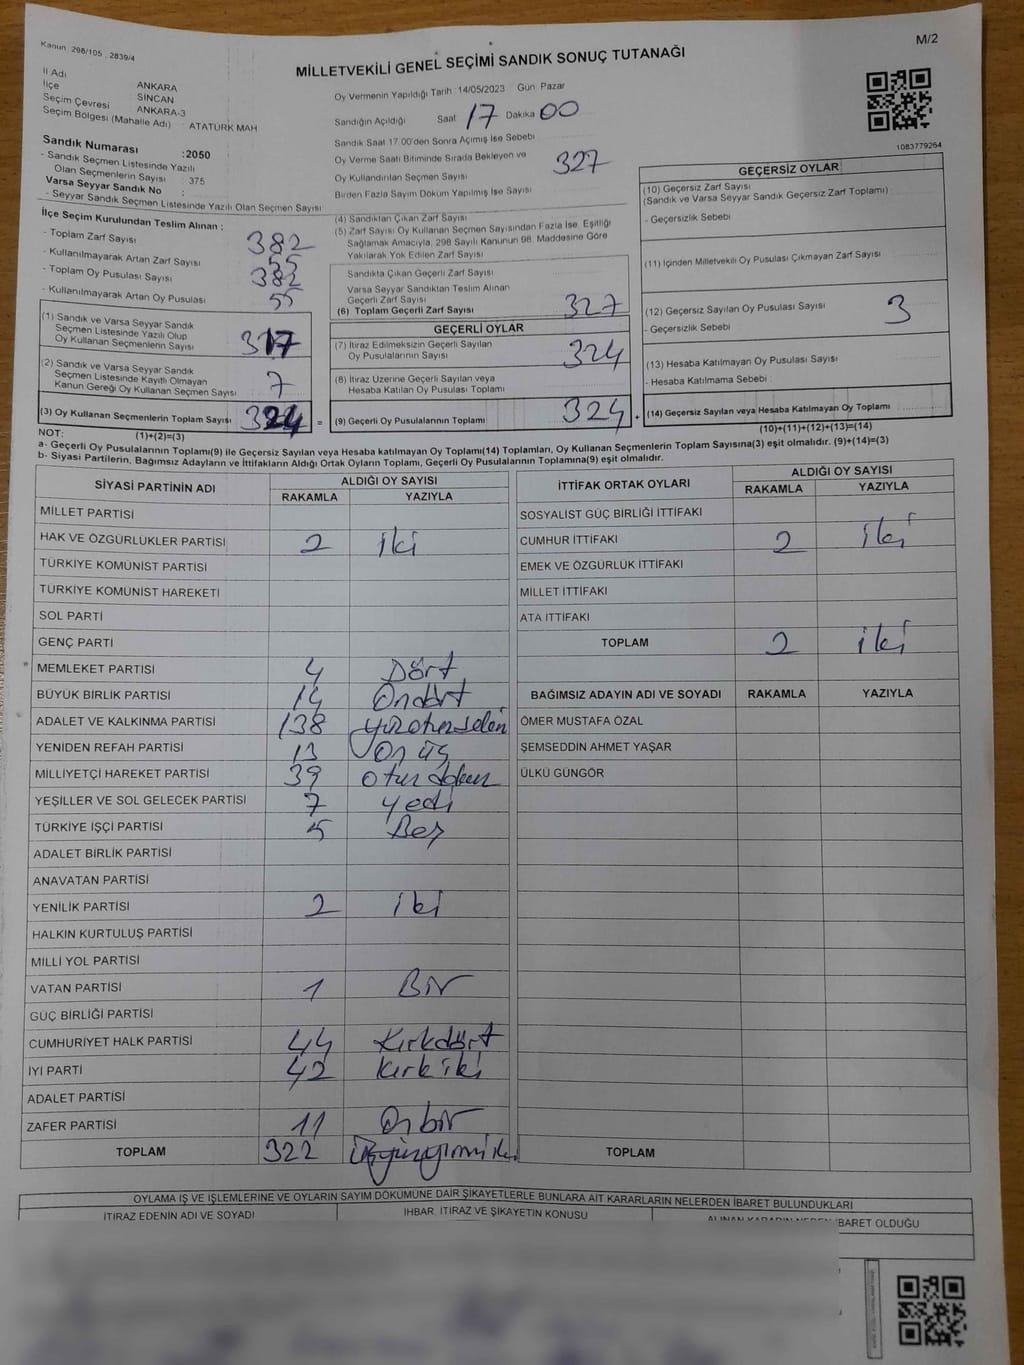 Kanun 298/105 , 2839/4
M/2
MİLLETVEKİLİ GENEL SEÇİMİ SANDIK SONUÇ TUTANAĞI
İl Adı ANKARA
İlçe SİNCAN
Seçim Çevresi ANKARA-3
Seçim Bölgesi (Mahalle Adı) : ATATÜRK MAH
Sandık Numarası :2050
- Sandık Seçmen Listesinde Yazılı
Olan Seçmenlerin Sayısı : 375
Varsa Seyyar Sandık No :
- Seyyar Sandık Seçmen Listesinde Yazılı Olan Seçmen Sayısı
Oy Vermenin Yapıldığı Tarih :14/05/2023 Gün Pazar
Sandığın Açıldığı Saat 17 Dakika 00
Sandık Saat 17.00'den Sonra Açımış İse Sebebi
Oy Verme Saati Bitiminde Sırada Bekleyen ve
Oy Kullandırılan Seçmen Sayısı 327
Birden Fazla Sayım Döküm Yapılmış İse Sayısı
1083779264
İlçe Seçim Kurulundan Teslim Alınan :
- Toplam Zarf Sayısı 382
- Kullanılmayarak Artan Zarf Sayısı 55
- Toplam Oy Pusulası Sayısı 382
- Kullanılmayarak Artan Oy Pusulası 55
(1) Sandık ve Varsa Seyyar Sandık
Seçmen Listesinde Yazılı Olup
Oy Kullanan Seçmenlerin Sayısı 317
(2) Sandık ve Varsa Seyyar Sandık
Seçmen Listesinde Kayıtlı Olmayan
Kanun Gereği Oy Kullanan Seçmen Sayısı 7
(3) Oy Kullanan Seçmenlerin Toplam Sayısı 324 =
(1)+(2)=(3)
(4) Sandıktan Çıkan Zarf Sayısı
(5) Zarf Sayısı Oy Kullanan Seçmen Sayısından Fazla İse, Eşitliği
Sağlamak Amacıyla, 298 Sayılı Kanunun 98. Maddesine Göre
Yakılarak Yok Edilen Zarf Sayısı
Sandıkta Çıkan Geçerli Zarf Sayısı
Varsa Seyyar Sandıktan Teslim Alınan
Geçerli Zarf Sayısı
(6) Toplam Geçerli Zarf Sayısı 327
GEÇERLİ OYLAR
(7) İtiraz Edilmeksizin Geçerli Sayılan
Oy Pusulalarının Sayısı 324
(8) İtiraz Üzerine Geçerli Sayılan veya
Hesaba Katılan Oy Pusulası Toplamı
(9) Geçerli Oy Pusulalarının Toplamı 324 +
GEÇERSİZ OYLAR
(10) Geçersiz Zarf Sayısı
(Sandık ve Varsa Seyyar Sandık Geçersiz Zarf Toplamı) :
- Geçersizlik Sebebi
(11) İçinden Milletvekili Oy Pusulası Çıkmayan Zarf Sayısı
(12) Geçersiz Sayılan Oy Pusulası Sayısı 3
- Geçersizlik Sebebi :
(13) Hesaba Katılmayan Oy Pusulası Sayısı
- Hesaba Katılmama Sebebi :
(14) Geçersiz Sayılan veya Hesaba Katılmayan Oy Toplamı
(10)+(11)+(12)+(13)=(14)
NOT:
a- Geçerli Oy Pusulalarının Toplamı(9) ile Geçersiz Sayılan veya Hesaba katılmayan Oy Toplamı(14) Toplamları, Oy Kullanan Seçmenlerin Toplam Sayısına(3) eşit olmalıdır. (9)+(14)=(3)
b- Siyasi Partilerin, Bağımsız Adayların ve İttifakların Aldığı Ortak Oyların Toplamı, Geçerli Oy Pusulalarının Toplamına(9) eşit olmalıdır.
SİYASİ PARTİNİN ADI ALDIĞI OY SAYISI
RAKAMLA YAZIYLA
MİLLET PARTİSİ
HAK VE ÖZGÜRLÜKLER PARTİSİ 2 iki
TÜRKİYE KOMÜNİST PARTİSİ
TÜRKİYE KOMÜNİST HAREKETİ
SOL PARTİ
GENÇ PARTİ
MEMLEKET PARTİSİ 4 Dört
BÜYÜK BİRLİK PARTİSİ 14 Ondört
ADALET VE KALKINMA PARTİSİ 138 yüzotuzsekiz
YENİDEN REFAH PARTİSİ 13 Onüç
MİLLİYETÇİ HAREKET PARTİSİ 39 otuzdokuz
YEŞİLLER VE SOL GELECEK PARTİSİ 7 yedi
TÜRKİYE İŞÇİ PARTİSİ 5 Beş
ADALET BİRLİK PARTİSİ
ANAVATAN PARTİSİ
YENİLİK PARTİSİ 2 iki
HALKIN KURTULUŞ PARTİSİ
MİLLİ YOL PARTİSİ
VATAN PARTİSİ 1 Bir
GÜÇ BİRLİĞİ PARTİSİ
CUMHURİYET HALK PARTİSİ 44 Kırkdört
İYİ PARTİ 42 kırkiki
ADALET PARTİSİ
ZAFER PARTİSİ 11 Onbir
TOPLAM 322 üçyüzyirmiiki
İTTİFAK ORTAK OYLARI ALDIĞI OY SAYISI
RAKAMLA YAZIYLA
SOSYALİST GÜÇ BİRLİĞİ İTTİFAKI
CUMHUR İTTİFAKI 2 iki
EMEK VE ÖZGÜRLÜK İTTİFAKI
MİLLET İTTİFAKI
ATA İTTİFAKI
TOPLAM 2 iki
BAĞIMSIZ ADAYIN ADI VE SOYADI RAKAMLA YAZIYLA
ÖMER MUSTAFA ÖZAL
ŞEMSEDDİN AHMET YAŞAR
ÜLKÜ GÜNGÖR
TOPLAM
OYLAMA İŞ VE İŞLEMLERİNE VE OYLARIN SAYIM DÖKÜMÜNE DAİR ŞİKAYETLERLE BUNLARA AİT KARARLARIN NELERDEN İBARET BULUNDUKLARI
İTİRAZ EDENİN ADI VE SOYADI İHBAR, İTİRAZ VE ŞİKAYETİN KONUSU ALINAN KARARIN NEDEN İBARET OLDUĞU